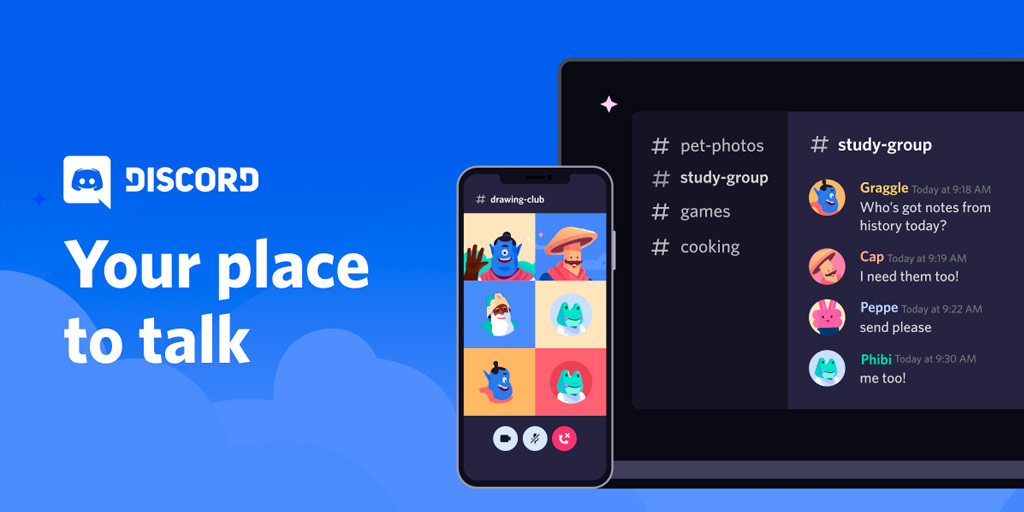 DISCORD
Your place
to talk
# drawing-club
# pet-photos
# study-group
# games
# cooking
# study-group
Graggle Today at 9:18 AM
Who's got notes from
history today?
Cap Today at 9:19 AM
I need them too!
Peppe Today at 9:22 AM
send please
Phibi Today at 9:30 AM
me too!